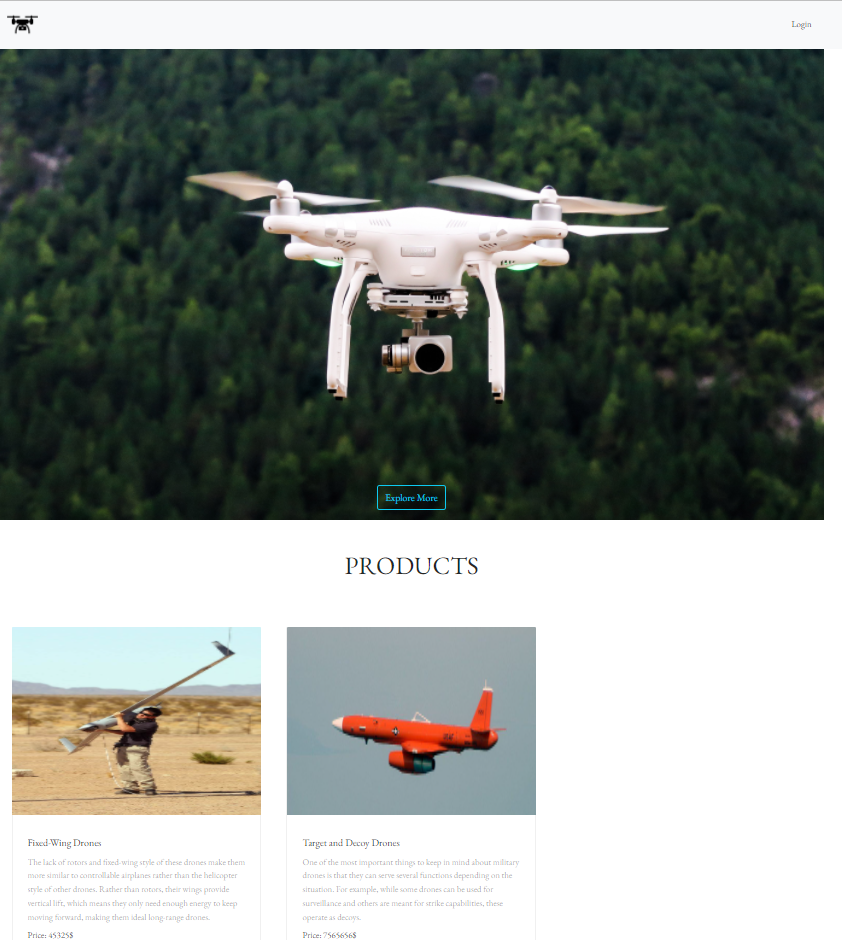 Login
Explore More
PRODUCTS
Fixed-Wing Drones
The lack of rotors and fixed-wing style of these drones make them
more similar to controllable airplanes rather than the helicopter
style of other drones. Rather than rotors, their wings provide
vertical lift, which means they only need enough energy to keep
moving forward, making them ideal long-range drones.
Price: 45325$
Target and Decoy Drones
One of the most important things to keep in mind about military
drones is that they can serve several functions depending on the
situation. For example, while some drones can be used for
surveillance and others are meant for strike capabilities, these
operate as decoys.
Price: 7565656$